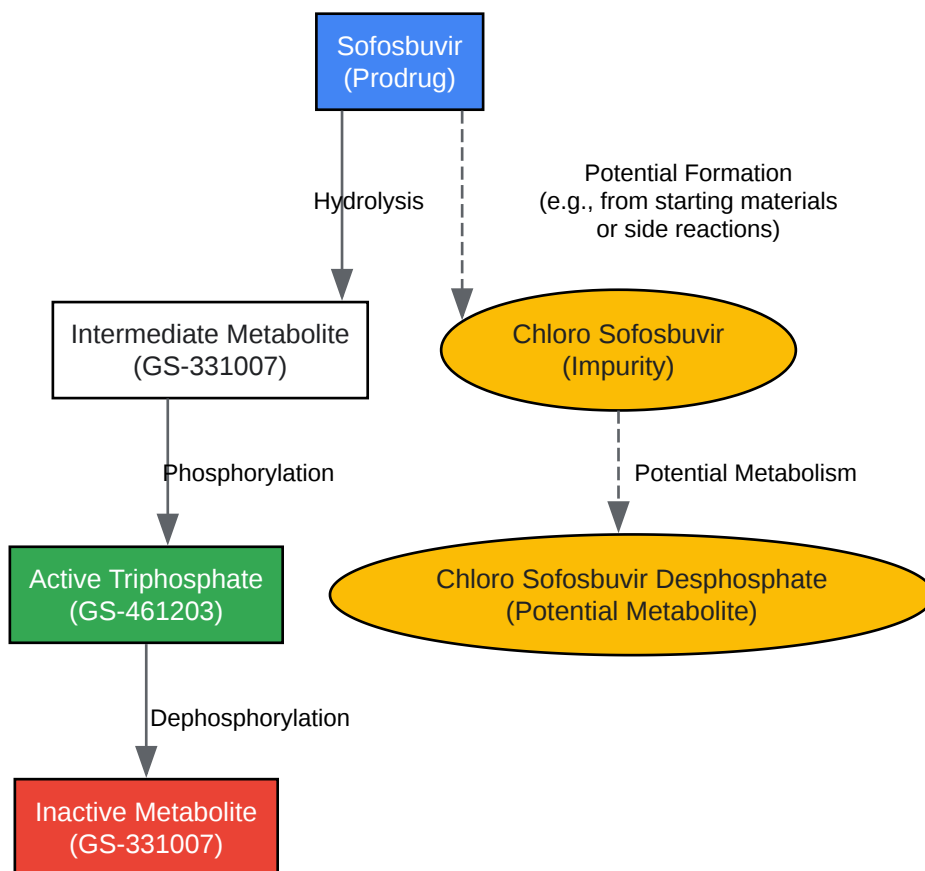 Sofosbuvir
(Prodrug)
Hydrolysis
Potential Formation
(e.g., from starting materials
or side reactions)
Intermediate Metabolite
(GS-331007)
Chloro Sofosbuvir
(Impurity)
Phosphorylation
Potential Metabolism
Active Triphosphate
(GS-461203)
Chloro Sofosbuvir Desphosphate
(Potential Metabolite)
Dephosphorylation
Inactive Metabolite
(GS-331007)